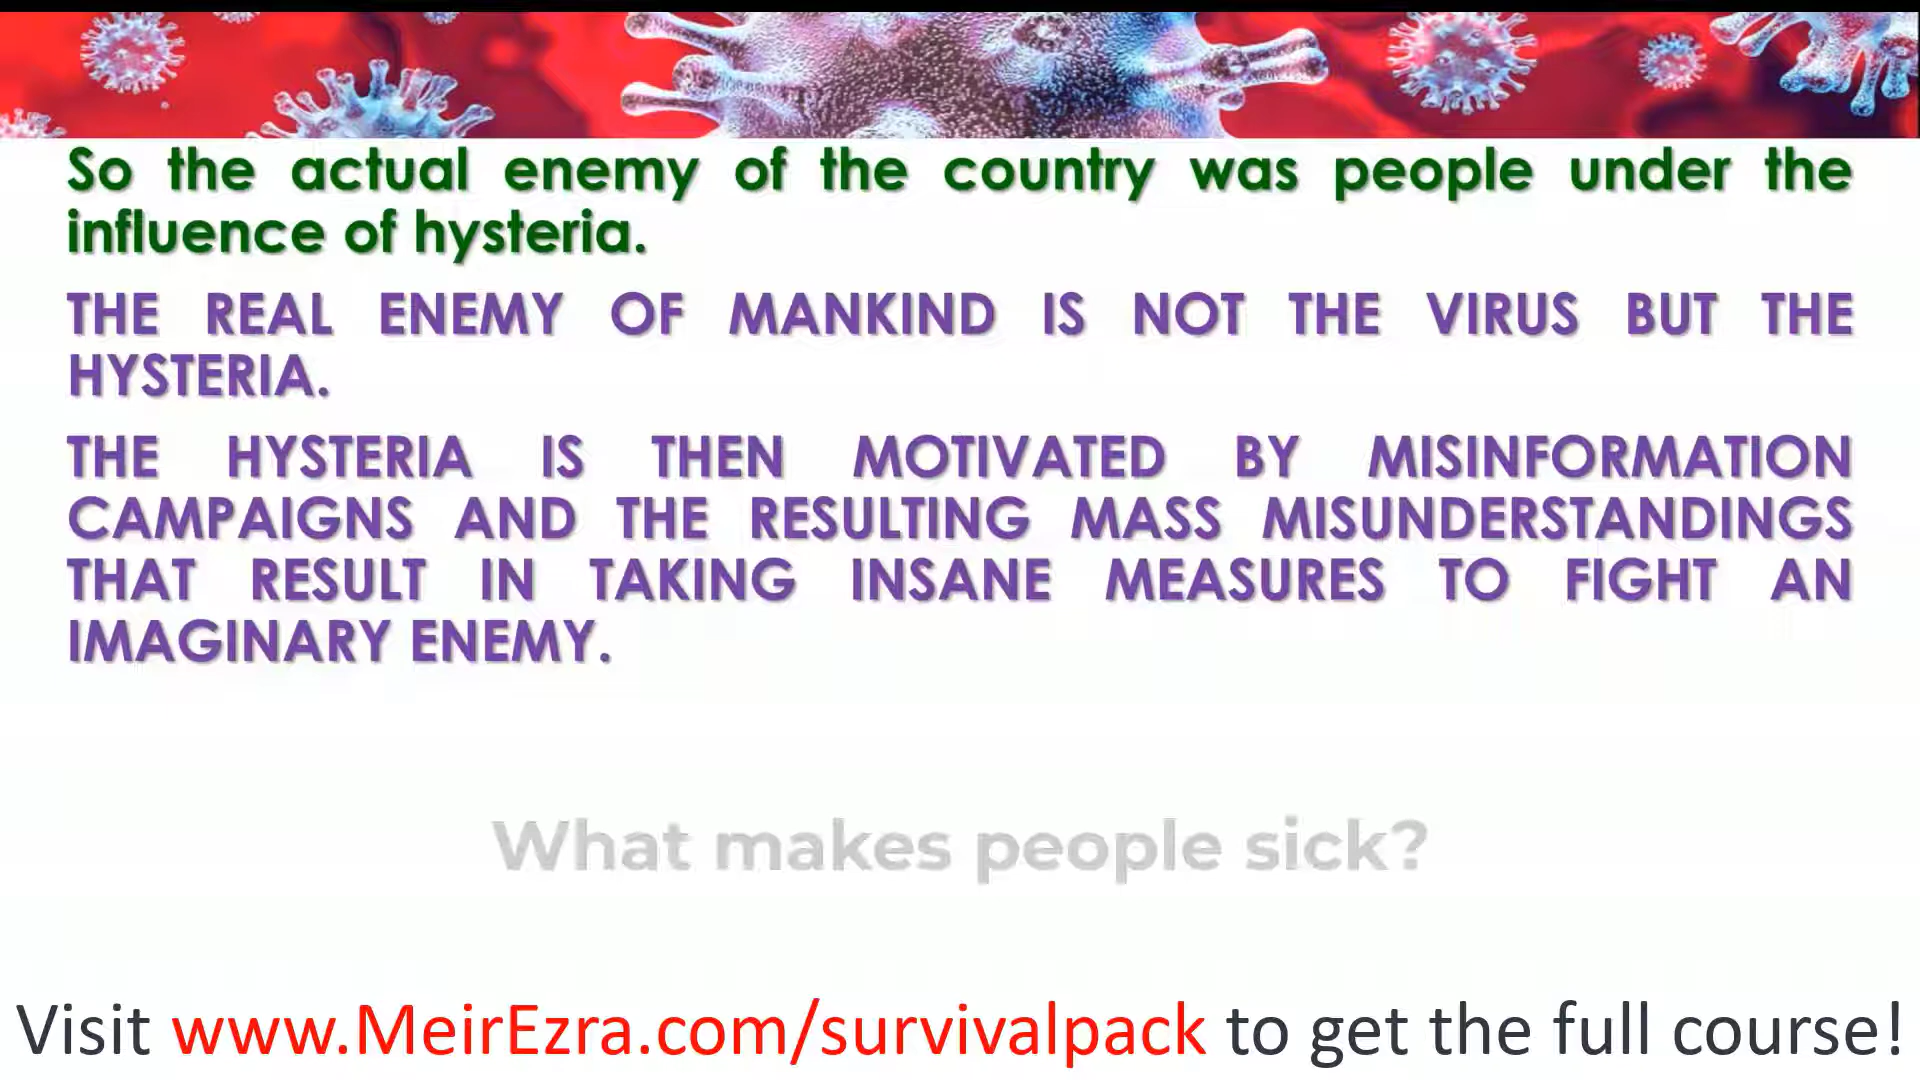 So the actual enemy of the country was people under the
influence of hysteria.
THE REAL ENEMY OF MANKIND IS NOT THE VIRUS BUT THE
HYSTERIA.
THE HYSTERIA IS THEN MOTIVATED BY MISINFORMATION
CAMPAIGNS AND THE RESULTING MASS MISUNDERSTANDINGS
THAT RESULT IN TAKING INSANE MEASURES TO FIGHT AN
IMAGINARY ENEMY.
What makes people sick?
Visit www.MeirEzra.com/survivalpack to get the full course!